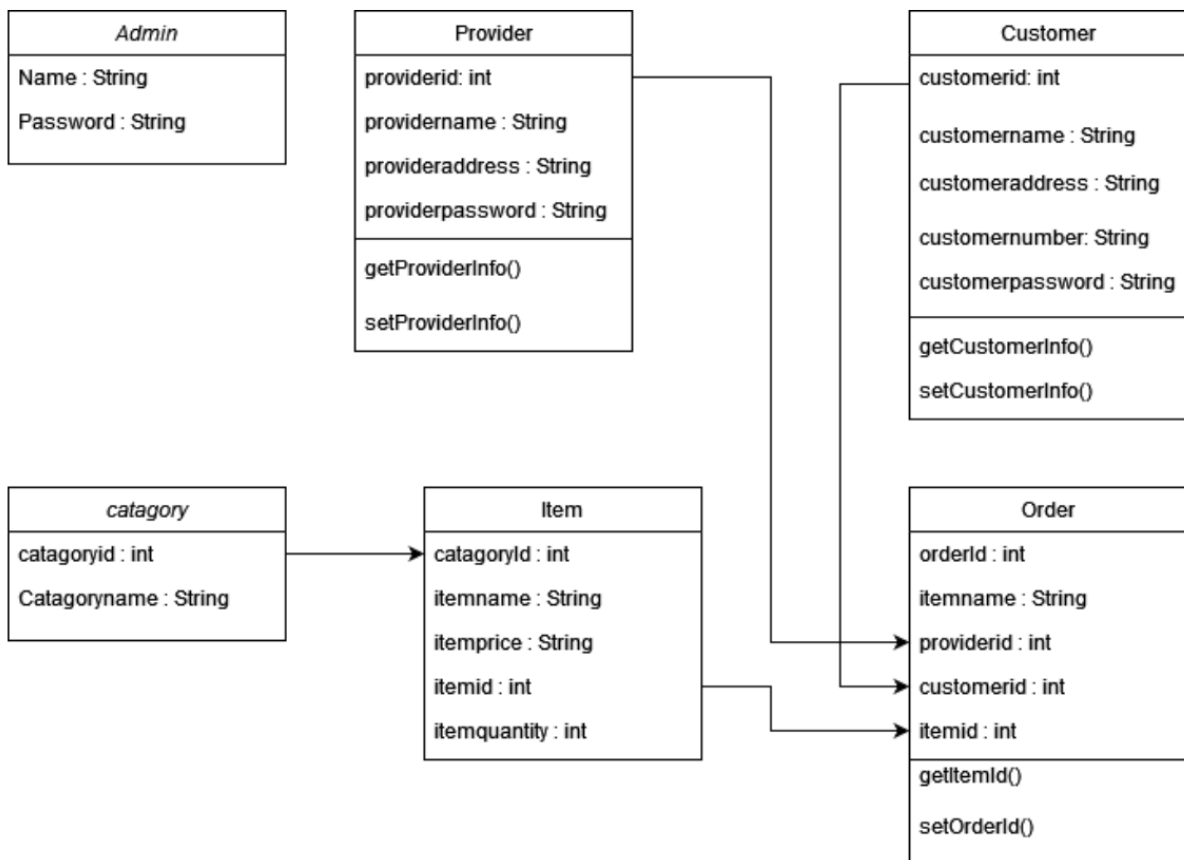 Admin
Name : String
Password : String
Provider
providerid: int
providername : String
provideraddress : String
providerpassword : String
getProviderInfo()
setProviderInfo()
Customer
customerid: int
customername : String
customeraddress : String
customernumber: String
customerpassword : String
getCustomerInfo()
setCustomerInfo()
catagory
catagoryid : int
Catagoryname : String
Item
catagoryId : int
itemname : String
itemprice : String
itemid : int
itemquantity : int
Order
orderId : int
itemname : String
providerid : int
customerid : int
itemid : int
getItemId()
setOrderId()